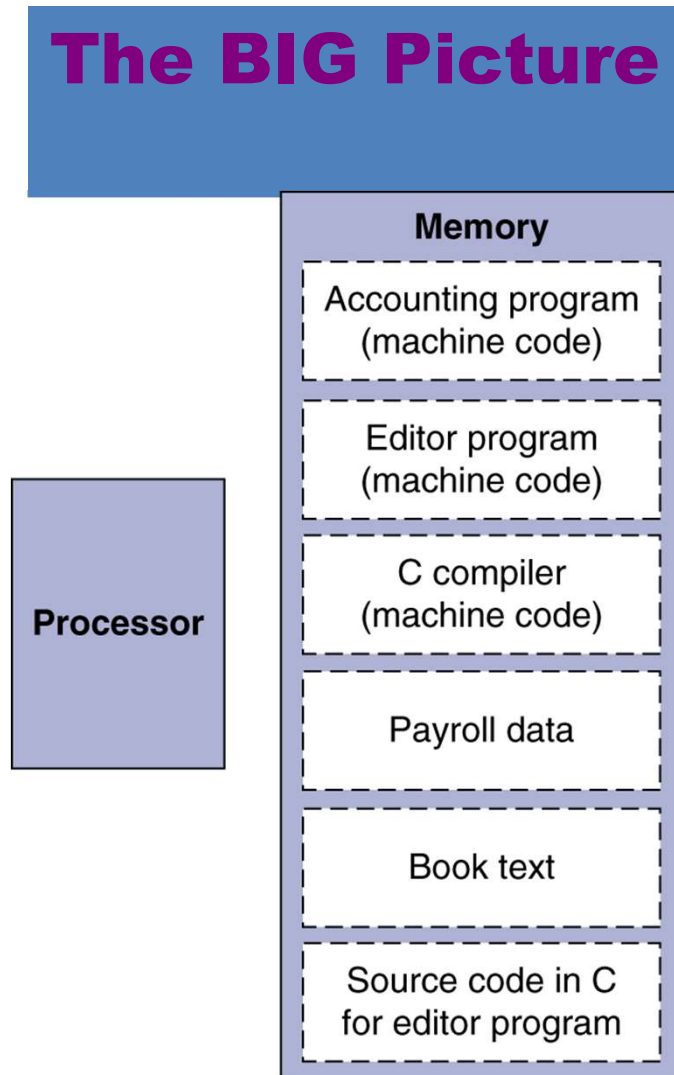 The BIG Picture
Memory
Accounting program
(machine code)
Editor program
(machine code)
C compiler
(machine code)
Processor
Payroll data
Book text
Source code in C
for editor program